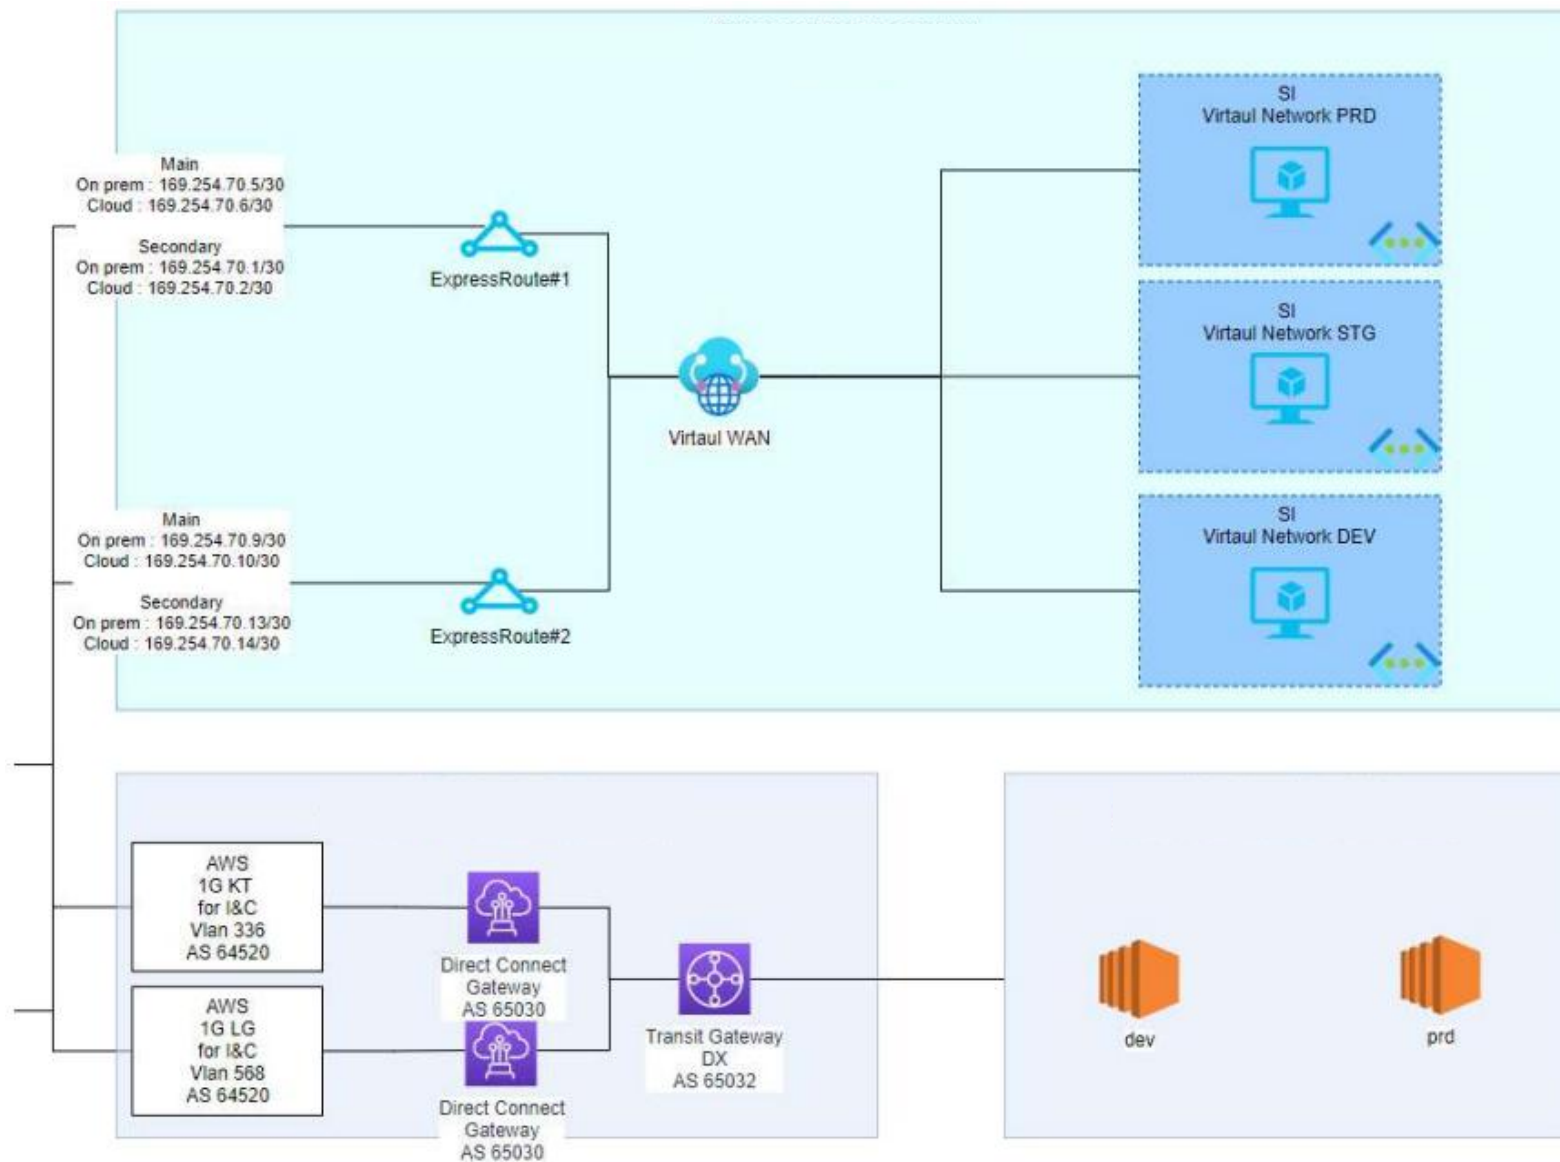 Main
On prem : 169.254.70.5/30
Cloud : 169.254.70.6/30
Secondary
On prem : 169.254.70.1/30
Cloud : 169.254.70.2/30
ExpressRoute#1
Main
On prem : 169.254.70.9/30
Cloud : 169.254.70.10/30
Secondary
On prem : 169.254.70.13/30
Cloud : 169.254.70.14/30
ExpressRoute#2
Virtaul WAN
SI
Virtaul Network PRD
SI
Virtaul Network STG
SI
Virtaul Network DEV
AWS
1G KT
for I&C
Vlan 336
AS 64520
AWS
1G LG
for I&C
Vlan 568
AS 64520
Direct Connect
Gateway
AS 65030
Direct Connect
Gateway
AS 65030
Transit Gateway
DX
AS 65032
dev
prd